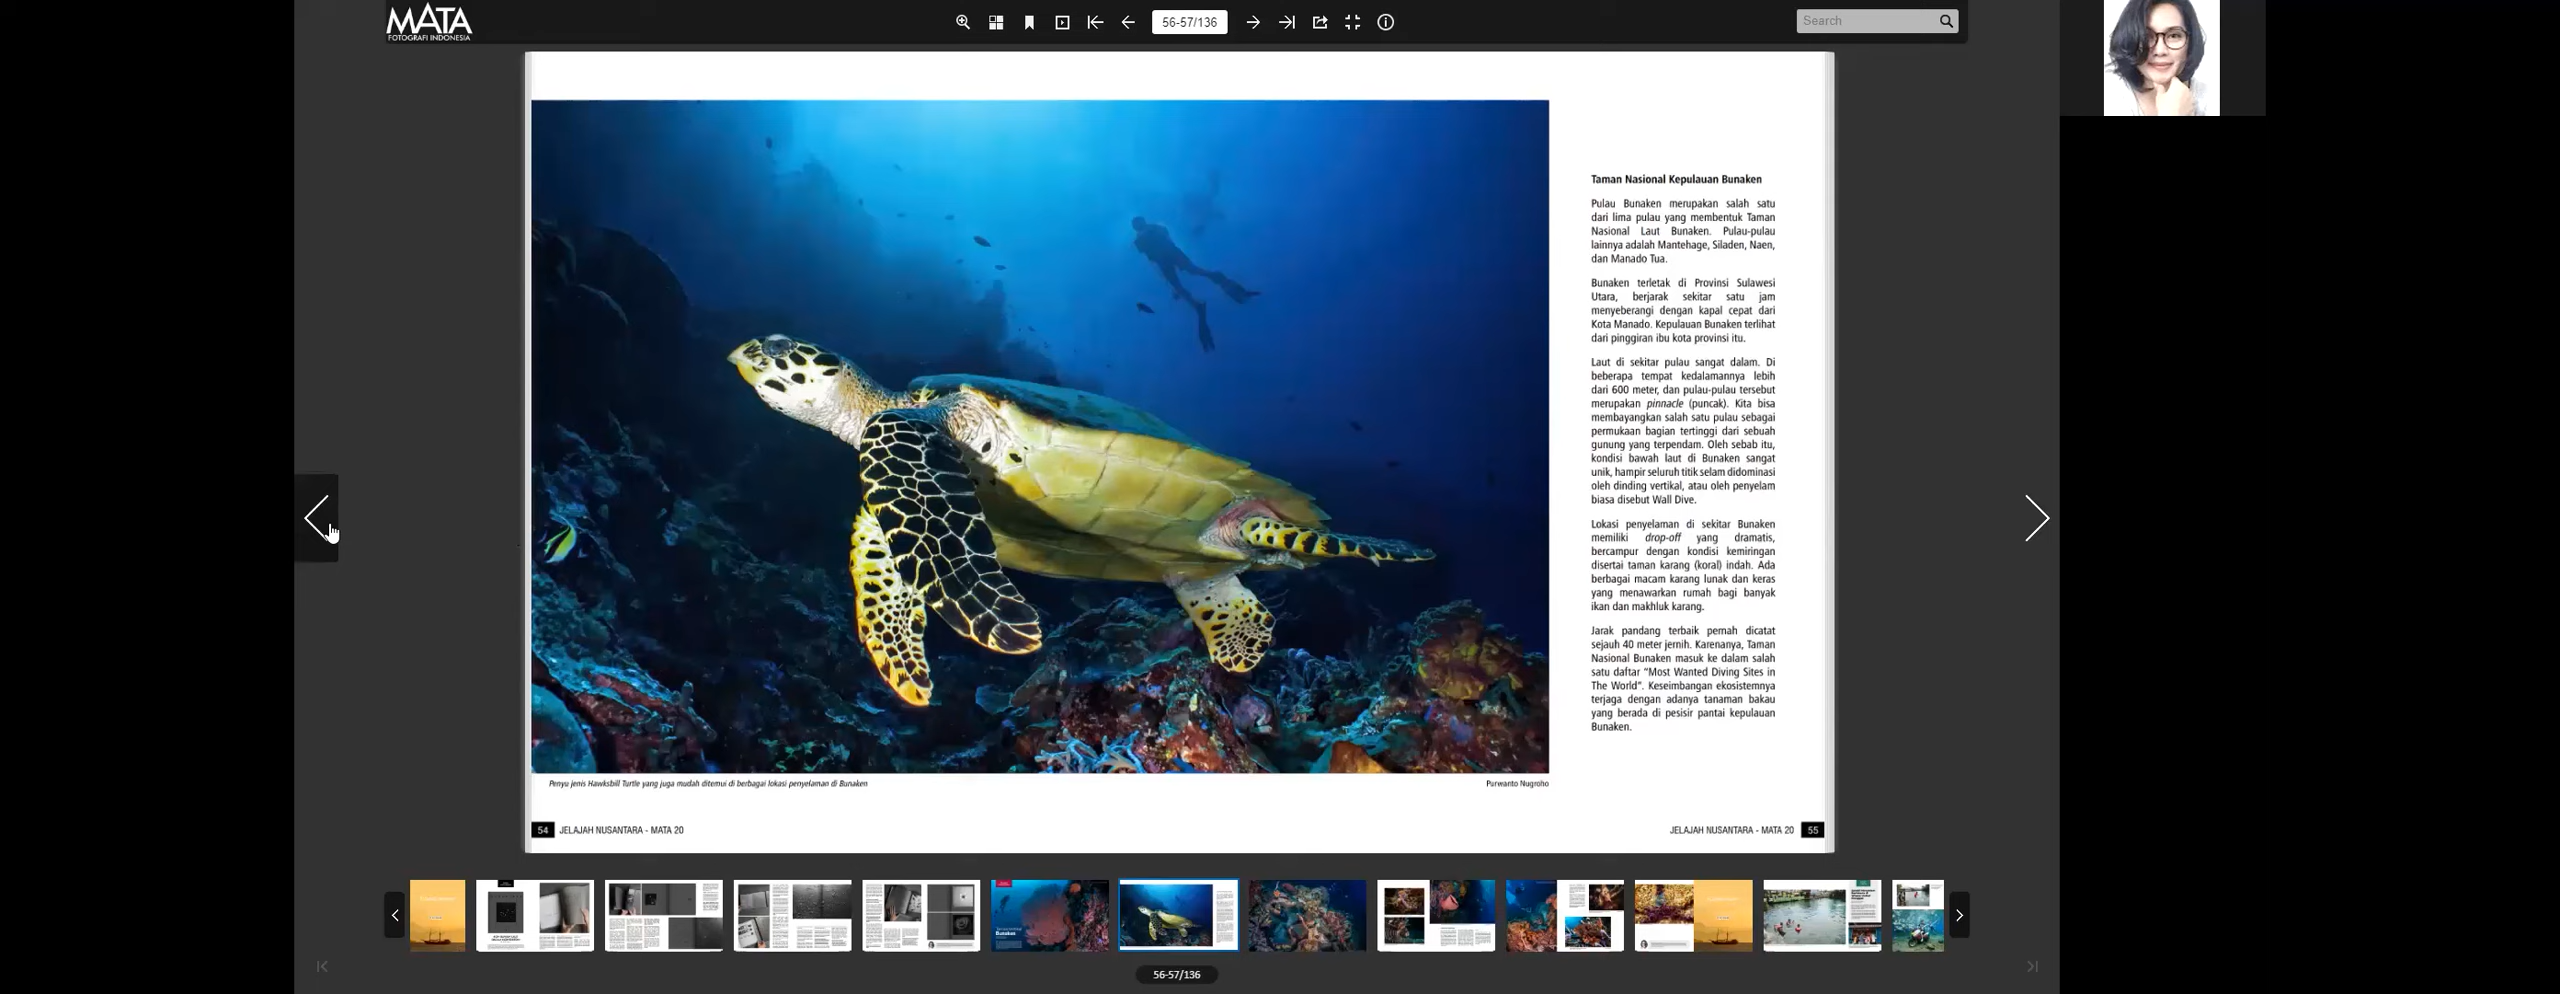 MATA
FOTOGRAFI INDONESIA
56-57/136
Search
Taman Nasional Kepulauan Bunaken
Pulau Bunaken merupakan salah satu
dari lima pulau yang membentuk Taman
Nasional Laut Bunaken. Pulau-pulau
lainnya adalah Mantehage, Siladen, Naen,
dan Manado Tua.
Bunaken terletak di Provinsi Sulawesi
Utara, berjarak sekitar satu jam
menyeberangi dengan kapal cepat dari
Kota Manado. Kepulauan Bunaken terlihat
dari pinggiran ibu kota provinsi itu.
Laut di sekitar pulau sangat dalam. Di
beberapa tempat kedalamannya lebih
dari 600 meter, dan pulau-pulau tersebut
merupakan pinnacle (puncak). Kita bisa
membayangkan salah satu pulau sebagai
permukaan bagian tertinggi dari sebuah
gunung yang terpendam. Oleh sebab itu,
kondisi bawah laut di Bunaken sangat
unik, hampir seluruh titik selam didominasi
oleh dinding vertikal, atau oleh penyelam
biasa disebut Wall Dive.
Lokasi penyelaman di sekitar Bunaken
memiliki drop-off yang dramatis,
bercampur dengan kondisi kemiringan
disertai taman karang (koral) indah. Ada
berbagai macam karang lunak dan keras
yang menawarkan rumah bagi banyak
ikan dan makhluk karang.
Jarak pandang terbaik pernah dicatat
sejauh 40 meter jernih. Karenanya, Taman
Nasional Bunaken masuk ke dalam salah
satu daftar “Most Wanted Diving Sites in
The World”. Keseimbangan ekosistemnya
terjaga dengan adanya tanaman bakau
yang berada di pesisir pantai kepulauan
Bunaken.
Penyu jenis Hawksbill Turtle yang juga mudah ditemui di berbagai lokasi penyelaman di Bunaken
Purwanto Nugroho
54 JELAJAH NUSANTARA - MATA 20
JELAJAH NUSANTARA - MATA 20 55
Bunaken
56-57/136